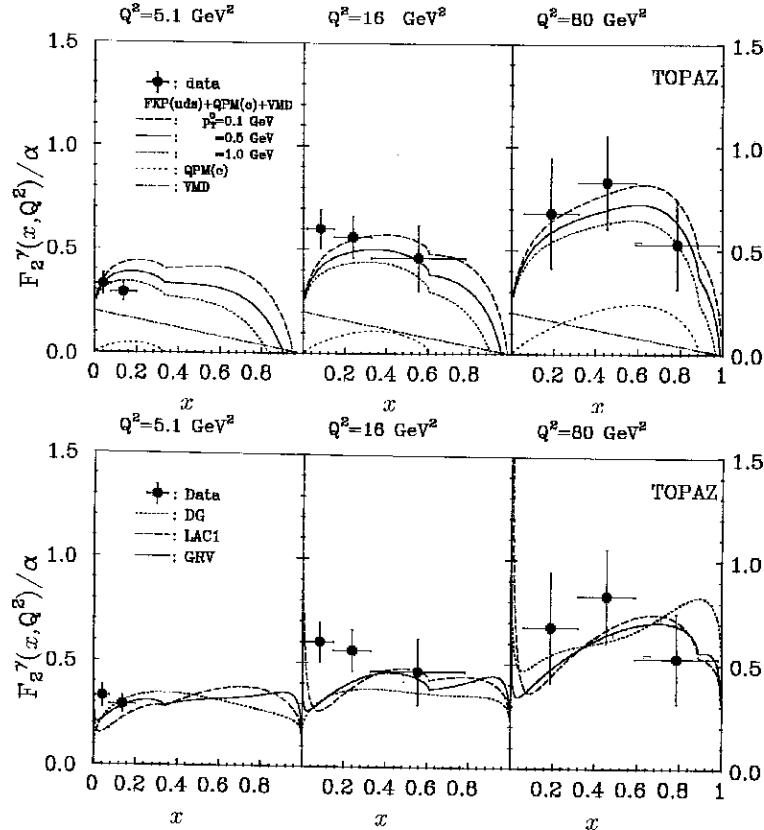 Q²=5.1 GeV² Q²=16 GeV² Q²=80 GeV²
1.5 1.5
TOPAZ
: data
FKP(uds)+QPM(c)+VMD
: p_T^0=0.1 GeV
=0.5 GeV
=1.0 GeV
: QPM(c)
: VMD
F₂^γ(x,Q²)/α
1.0 1.0
0.5 0.5
0.0 0.0
0 0.2 0.4 0.6 0.8 0 0.2 0.4 0.6 0.8 0 0.2 0.4 0.6 0.8 1
x x x
Q²=5.1 GeV² Q²=16 GeV² Q²=80 GeV²
1.5 1.5
TOPAZ
: Data
: DG
: LAC1
: GRV
F₂^γ(x,Q²)/α
1.0 1.0
0.5 0.5
0.0 0.0
0 0.2 0.4 0.6 0.8 0 0.2 0.4 0.6 0.8 0 0.2 0.4 0.6 0.8 1
x x x